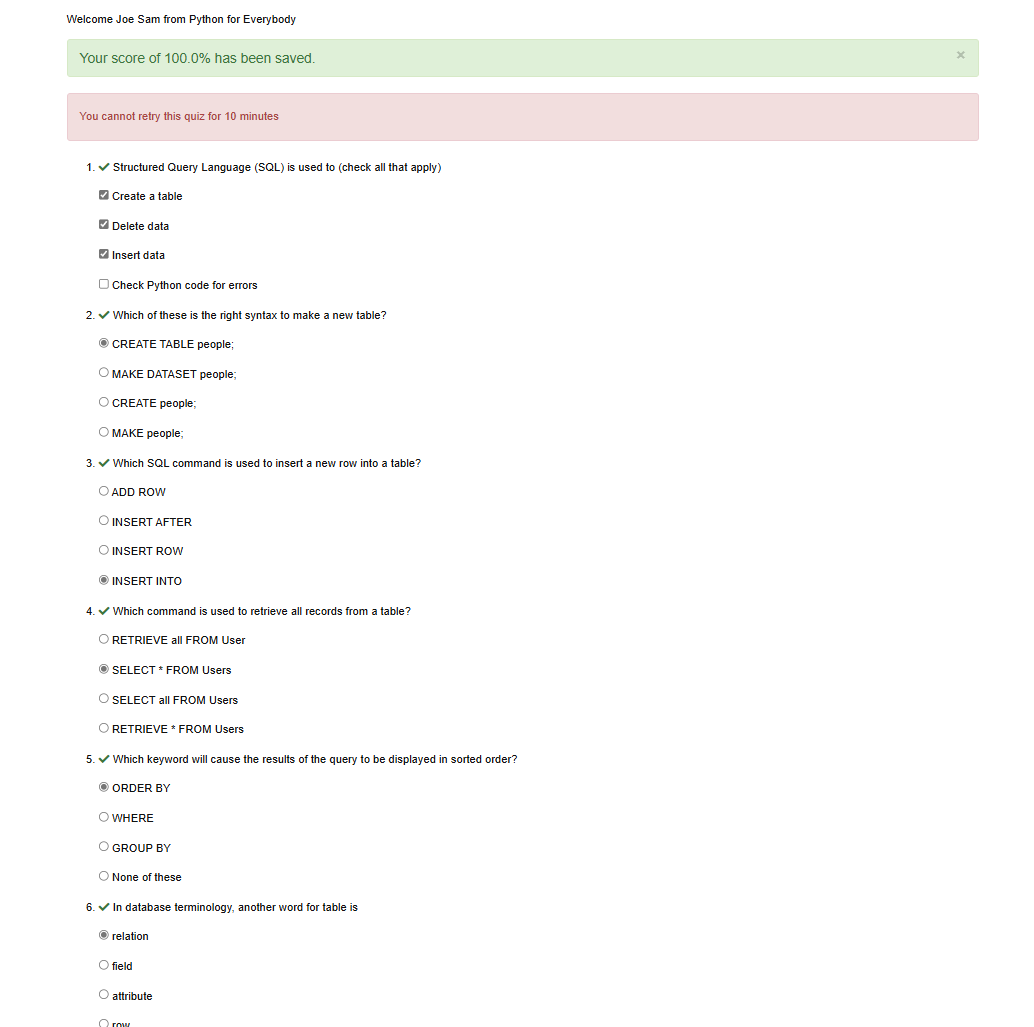 Welcome Joe Sam from Python for Everybody
Your score of 100.0% has been saved.
×
You cannot retry this quiz for 10 minutes
1. ✔ Structured Query Language (SQL) is used to (check all that apply)
Create a table
Delete data
Insert data
Check Python code for errors
2. ✔ Which of these is the right syntax to make a new table?
CREATE TABLE people;
MAKE DATASET people;
CREATE people;
MAKE people;
3. ✔ Which SQL command is used to insert a new row into a table?
ADD ROW
INSERT AFTER
INSERT ROW
INSERT INTO
4. ✔ Which command is used to retrieve all records from a table?
RETRIEVE all FROM User
SELECT * FROM Users
SELECT all FROM Users
RETRIEVE * FROM Users
5. ✔ Which keyword will cause the results of the query to be displayed in sorted order?
ORDER BY
WHERE
GROUP BY
None of these
6. ✔ In database terminology, another word for table is
relation
field
attribute
row